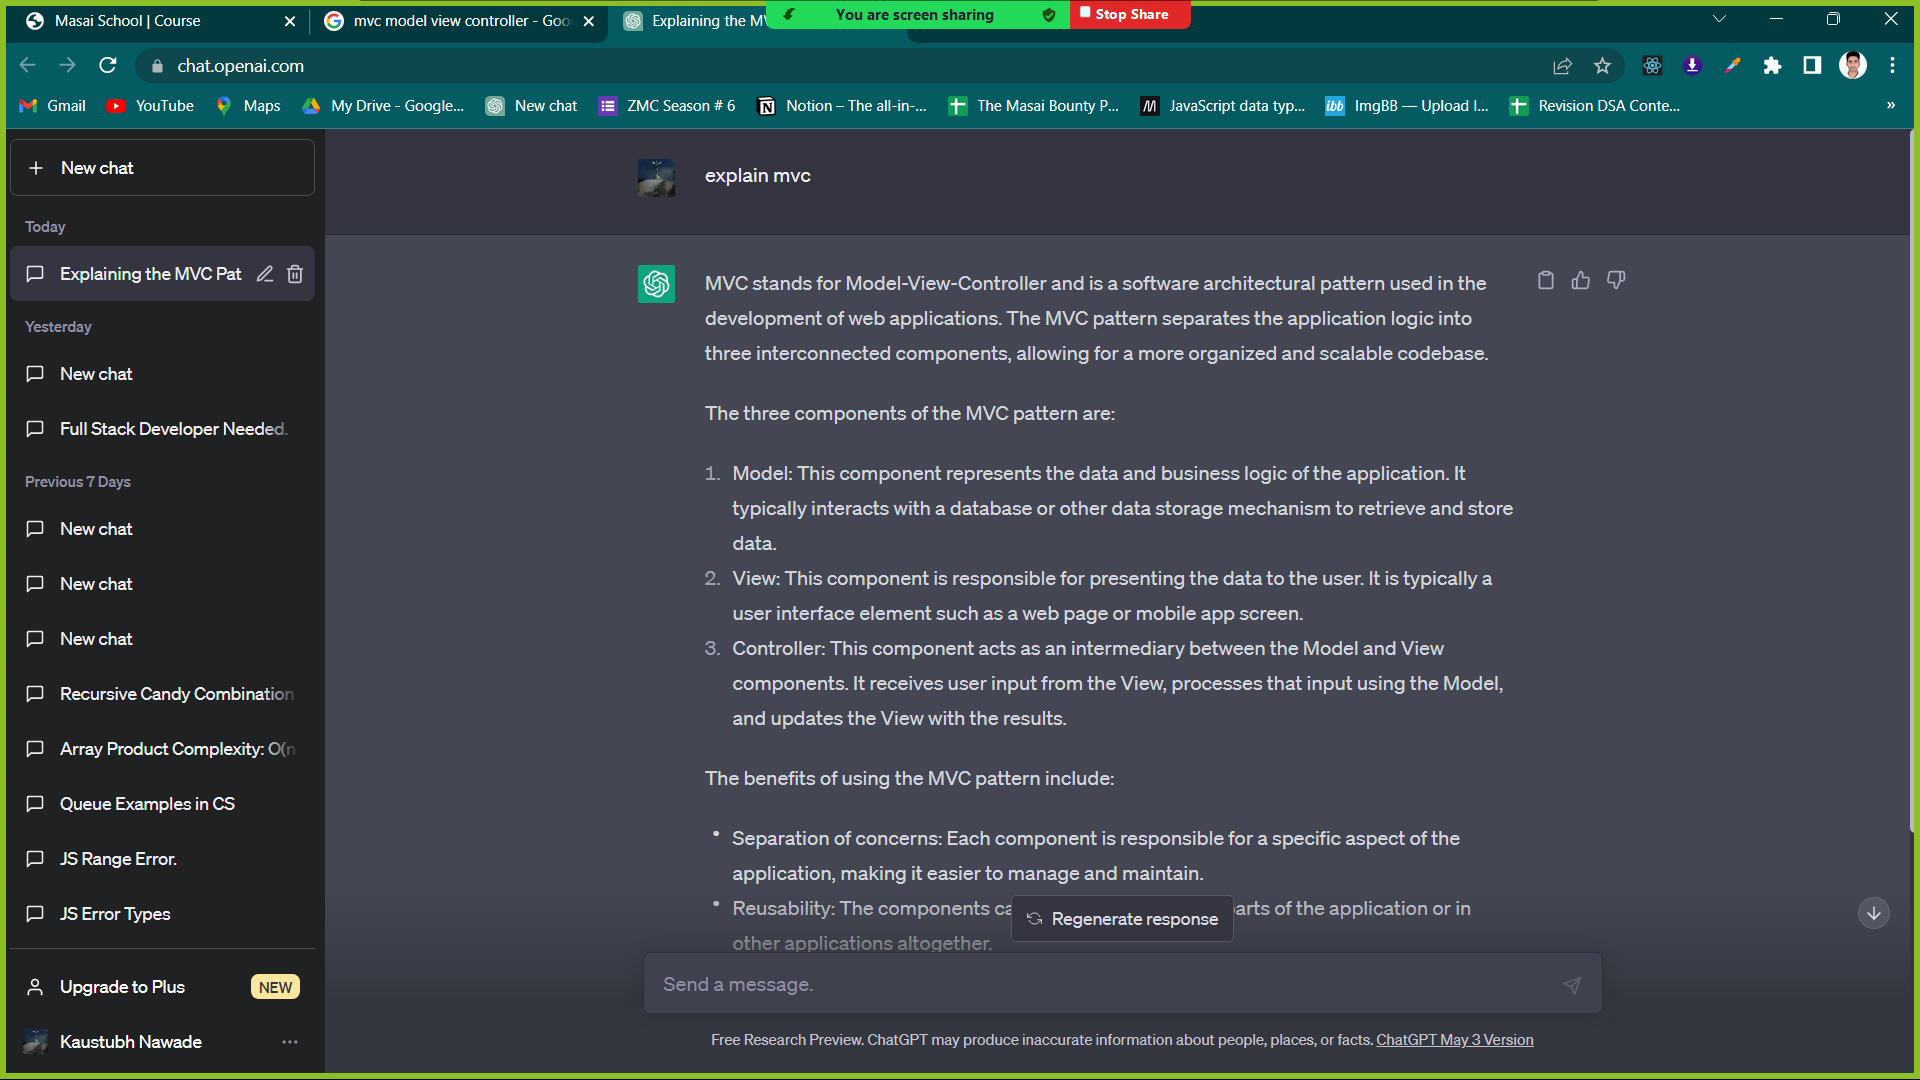 Masai School | Course
mvc model view controller - Goo
Explaining the MV
You are screen sharing
Stop Share
chat.openai.com
Gmail
YouTube
Maps
My Drive - Google...
New chat
ZMC Season # 6
Notion – The all-in-...
The Masai Bounty P...
JavaScript data typ...
ibb
ImgBB — Upload I...
Revision DSA Conte...
»
New chat
Today
Explaining the MVC Pat
Yesterday
New chat
Full Stack Developer Needed.
Previous 7 Days
New chat
New chat
New chat
Recursive Candy Combination
Array Product Complexity: O(n
Queue Examples in CS
JS Range Error.
JS Error Types
Upgrade to Plus
NEW
Kaustubh Nawade
explain mvc
MVC stands for Model-View-Controller and is a software architectural pattern used in the
development of web applications. The MVC pattern separates the application logic into
three interconnected components, allowing for a more organized and scalable codebase.
The three components of the MVC pattern are:
1. Model: This component represents the data and business logic of the application. It
typically interacts with a database or other data storage mechanism to retrieve and store
data.
2. View: This component is responsible for presenting the data to the user. It is typically a
user interface element such as a web page or mobile app screen.
3. Controller: This component acts as an intermediary between the Model and View
components. It receives user input from the View, processes that input using the Model,
and updates the View with the results.
The benefits of using the MVC pattern include:
• Separation of concerns: Each component is responsible for a specific aspect of the
application, making it easier to manage and maintain.
• Reusability: The components ca
arts of the application or in
other applications altogether.
Regenerate response
Send a message.
Free Research Preview. ChatGPT may produce inaccurate information about people, places, or facts. ChatGPT May 3 Version